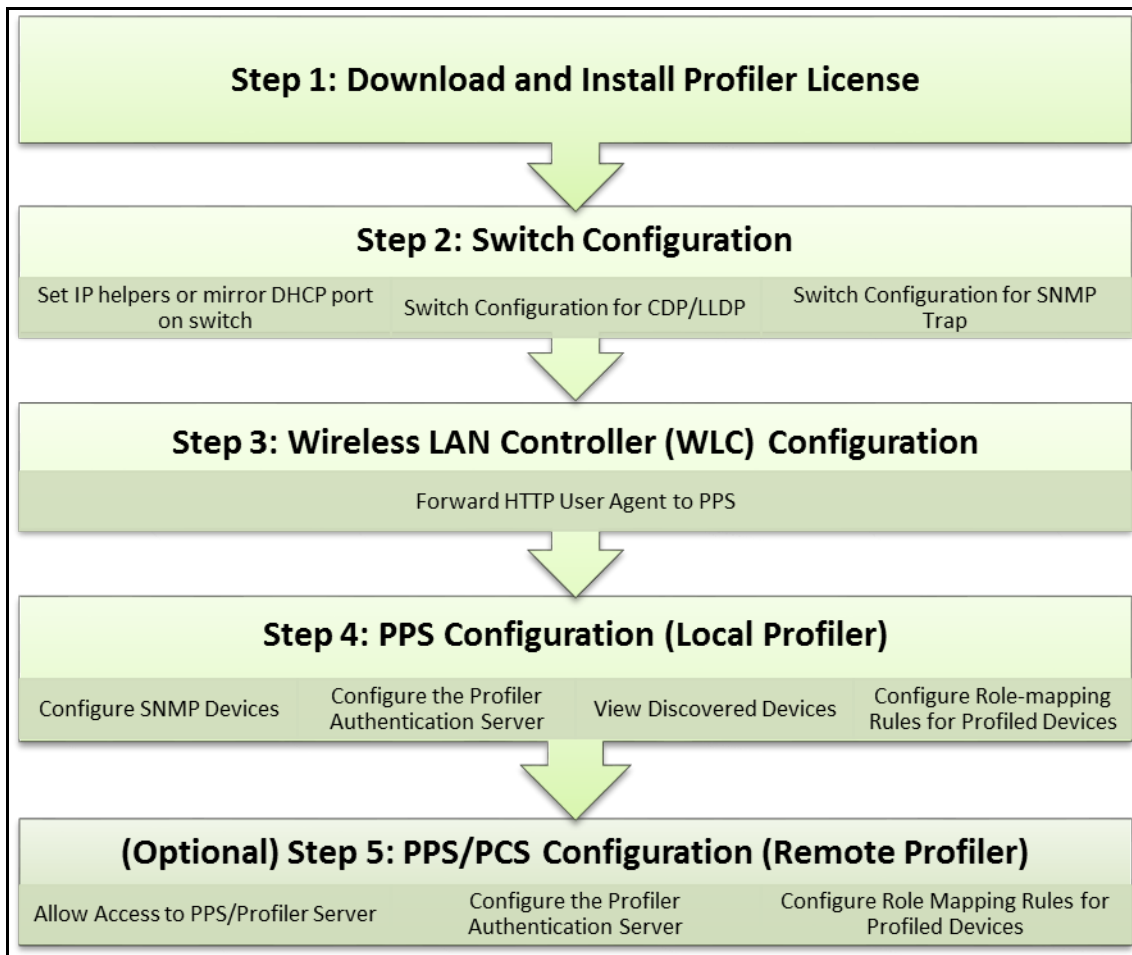 Step 1: Download and Install Profiler License
Step 2: Switch Configuration
Set IP helpers or mirror DHCP port
on switch
Switch Configuration for CDP/LLDP
Switch Configuration for SNMP
Trap
Step 3: Wireless LAN Controller (WLC) Configuration
Forward HTTP User Agent to PPS
Step 4: PPS Configuration (Local Profiler)
Configure SNMP Devices
Configure the Profiler
Authentication Server
View Discovered Devices
Configure Role-mapping
Rules for Profiled Devices
(Optional) Step 5: PPS/PCS Configuration (Remote Profiler)
Allow Access to PPS/Profiler Server
Configure the Profiler
Authentication Server
Configure Role Mapping Rules for
Profiled Devices